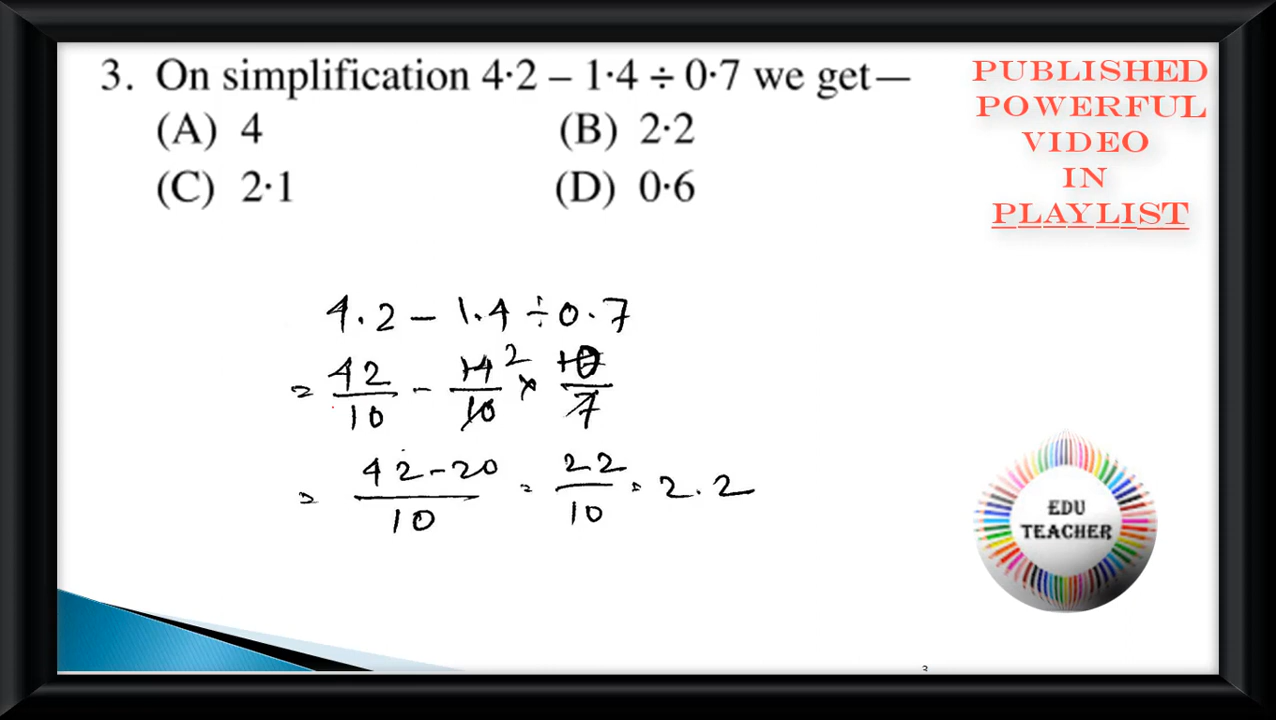 3. On simplification 4·2 – 1·4 ÷ 0·7 we get—
(A) 4 (B) 2·2
(C) 2·1 (D) 0·6
PUBLISHED
POWERFUL
VIDEO
IN
PLAYLIST
4.2 - 1.4 ÷ 0.7
= 42/10 - 14/10 2 × 10/7
= 42-20/10 = 22/10 = 2.2
EDU
TEACHER
3